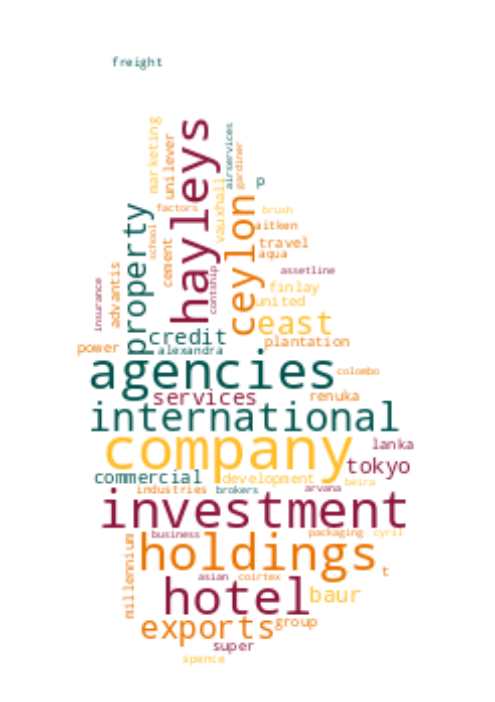 freight
marketing
unilever
hayleys
airservices
gardiner
p
vauxhall
factors
property
school
cement
ceylon
brush
aitken
travel
aqua
insurance
advantis
contship
assetline
finlay
united
east
credit
plantation
power
alexandra
agencies
colombo
services
renuka
international
company
lanka
tokyo
commercial
development
beira
industries
brokers
arvana
investment
millennium
business
packaging
cyril
holdings
t
asian
coirtex
hotel
baur
exports
group
super
spence